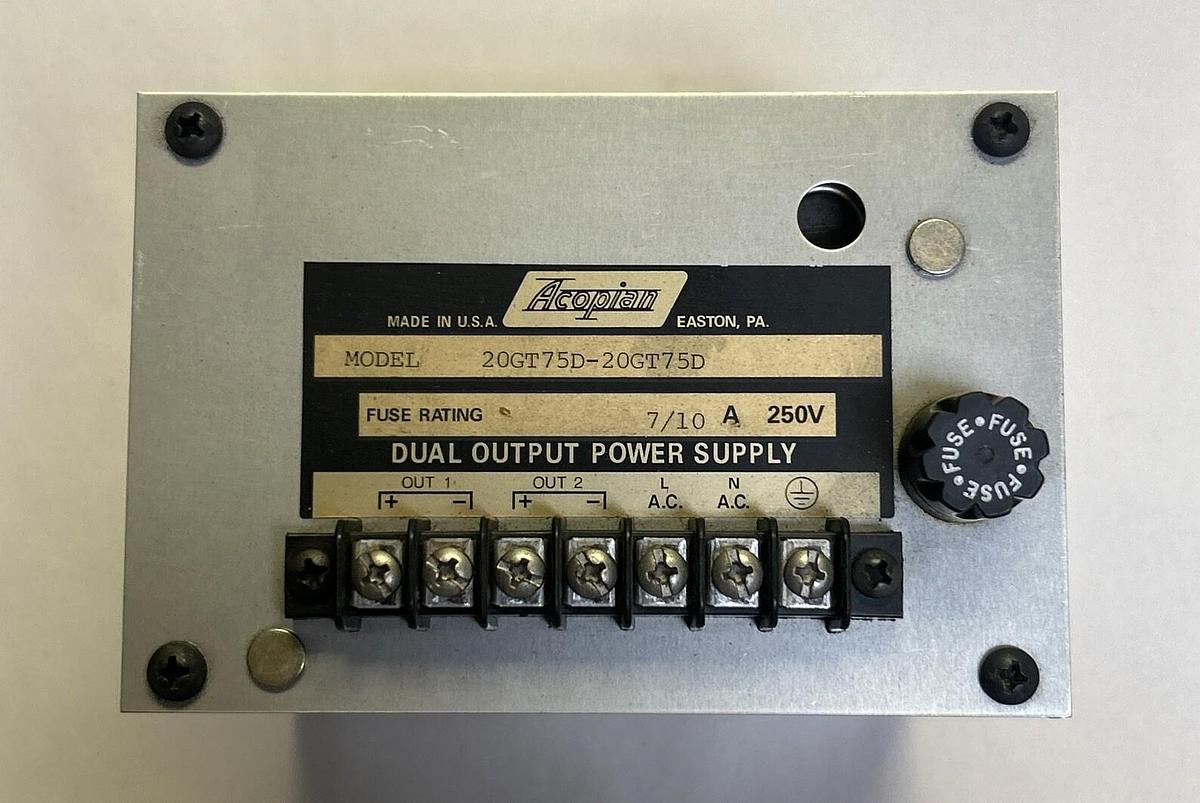 Acopian
MADE IN U.S.A. EASTON, PA.
MODEL 20GT75D-20GT75D
FUSE RATING 7/10 A 250V
DUAL OUTPUT POWER SUPPLY
OUT 1 OUT 2 L N
+ − + − A.C. A.C.
FUSE•FUSE•FUSE•